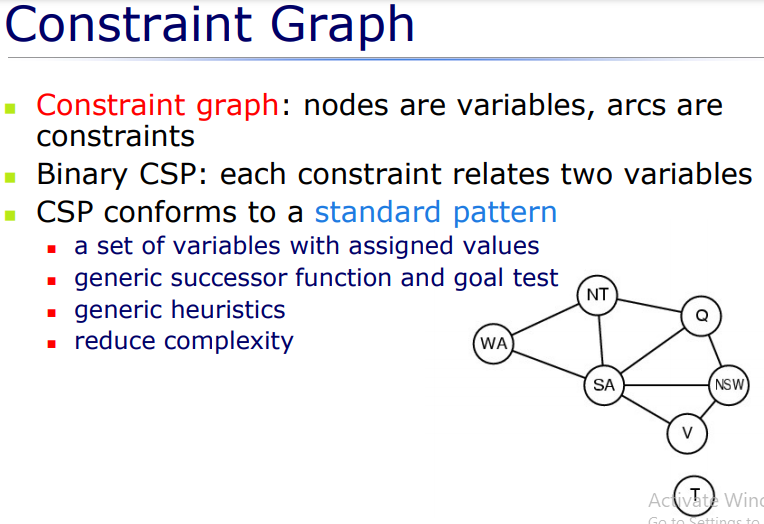 Constraint Graph
Constraint graph: nodes are variables, arcs are
constraints
Binary CSP: each constraint relates two variables
CSP conforms to a standard pattern
a set of variables with assigned values
generic successor function and goal test
generic heuristics
reduce complexity
NT
Q
WA
SA
NSW
V
T
Activate Wind
Go to Settings to